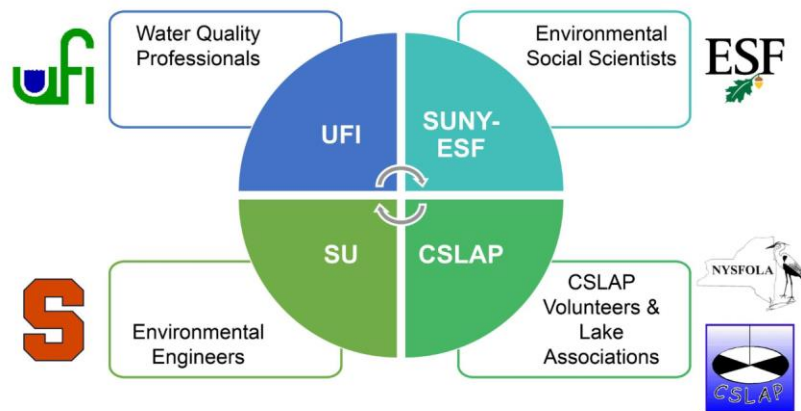 ufi
Water Quality
Professionals
Environmental
Social Scientists
ESF
UFI
SUNY-
ESF
SU
CSLAP
S
Environmental
Engineers
CSLAP
Volunteers &
Lake
Associations
NYSFOLA
CSLAP